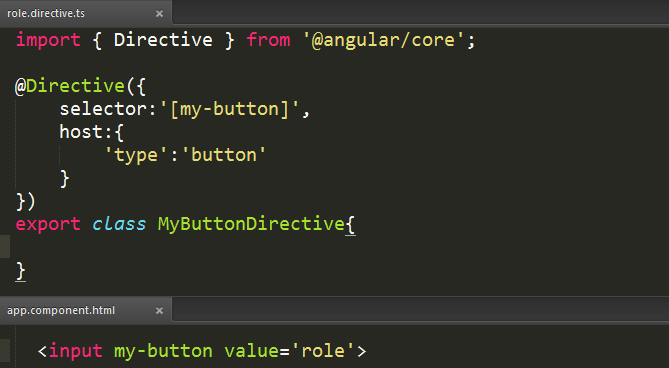 role.directive.ts ×
import { Directive } from '@angular/core';
@Directive({
selector:'[my-button]',
host:{
'type':'button'
}
})
export class MyButtonDirective{
}
app.component.html ×
<input my-button value='role'>